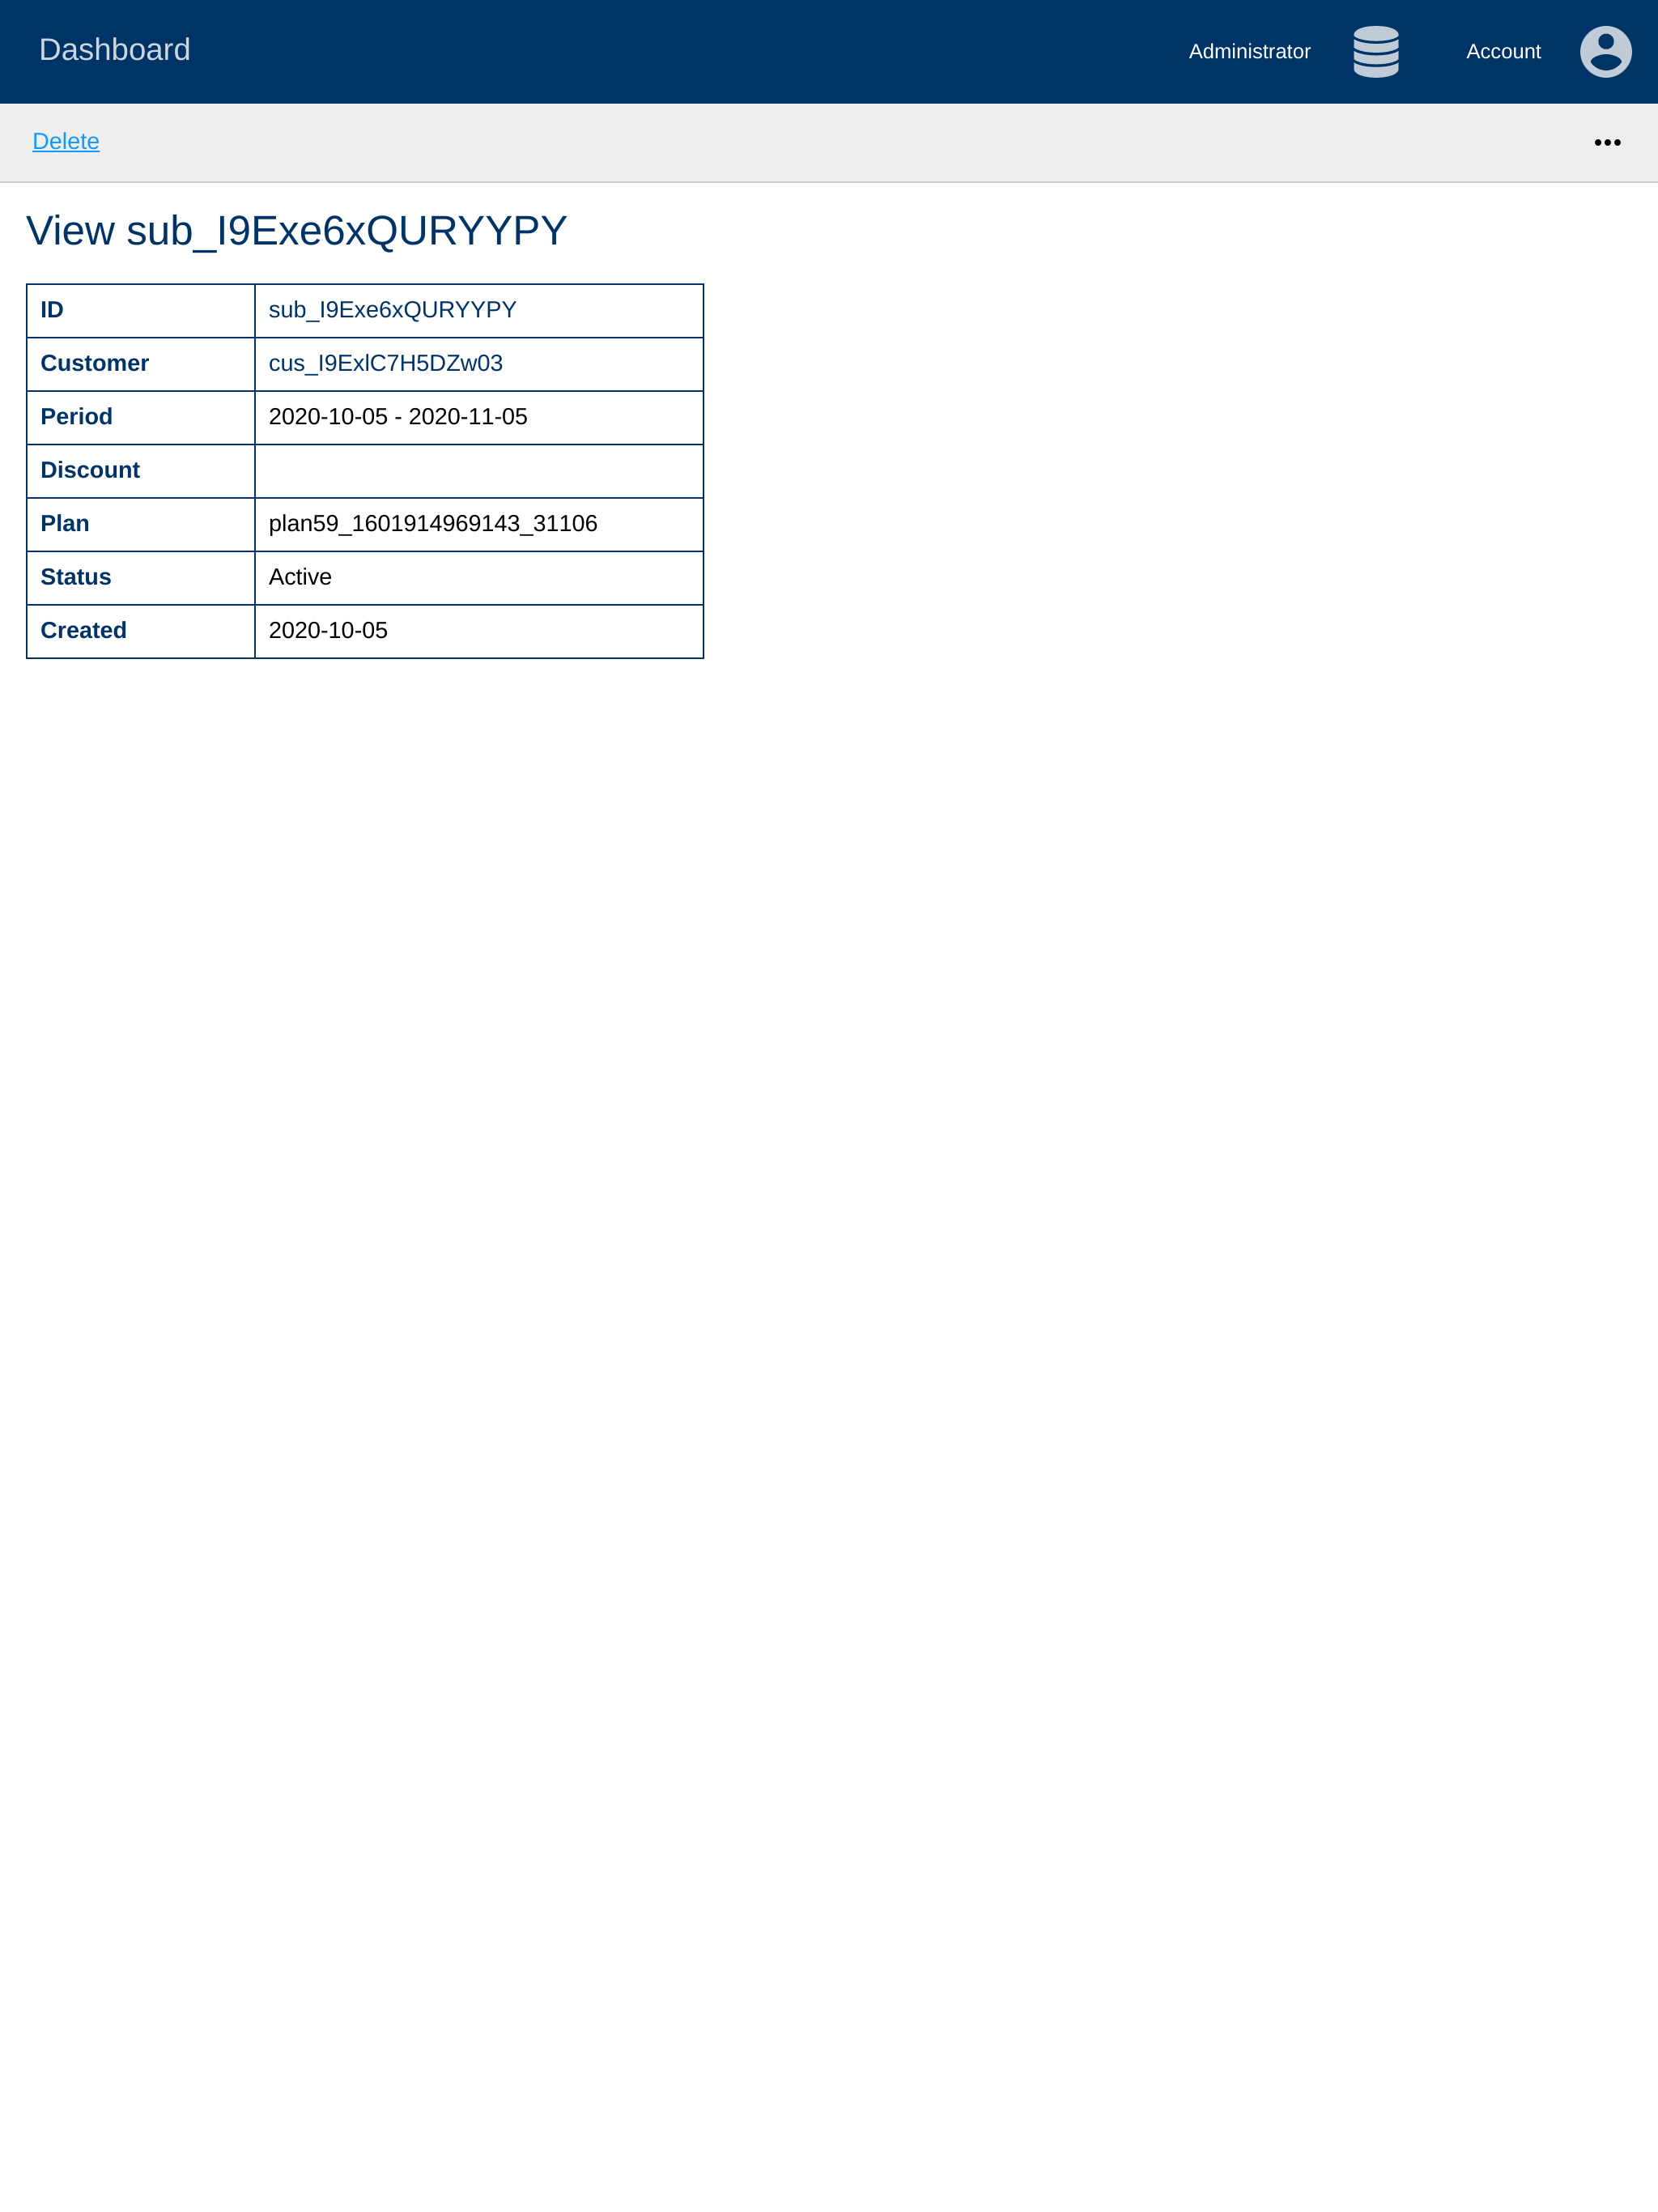 Dashboard
Administrator
Account
Delete
•••
View sub_I9Exe6xQURYYPY
ID sub_I9Exe6xQURYYPY
Customer cus_I9ExlC7H5DZw03
Period 2020-10-05 - 2020-11-05
Discount
Plan plan59_1601914969143_31106
Status Active
Created 2020-10-05